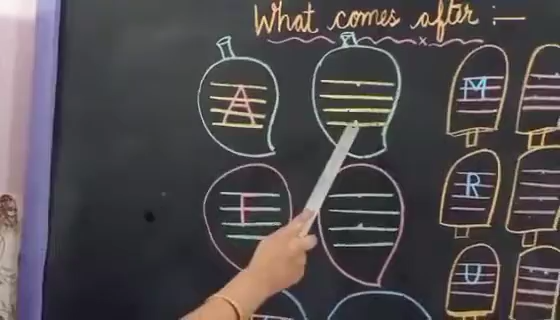 What comes after :—
A M
I R
U